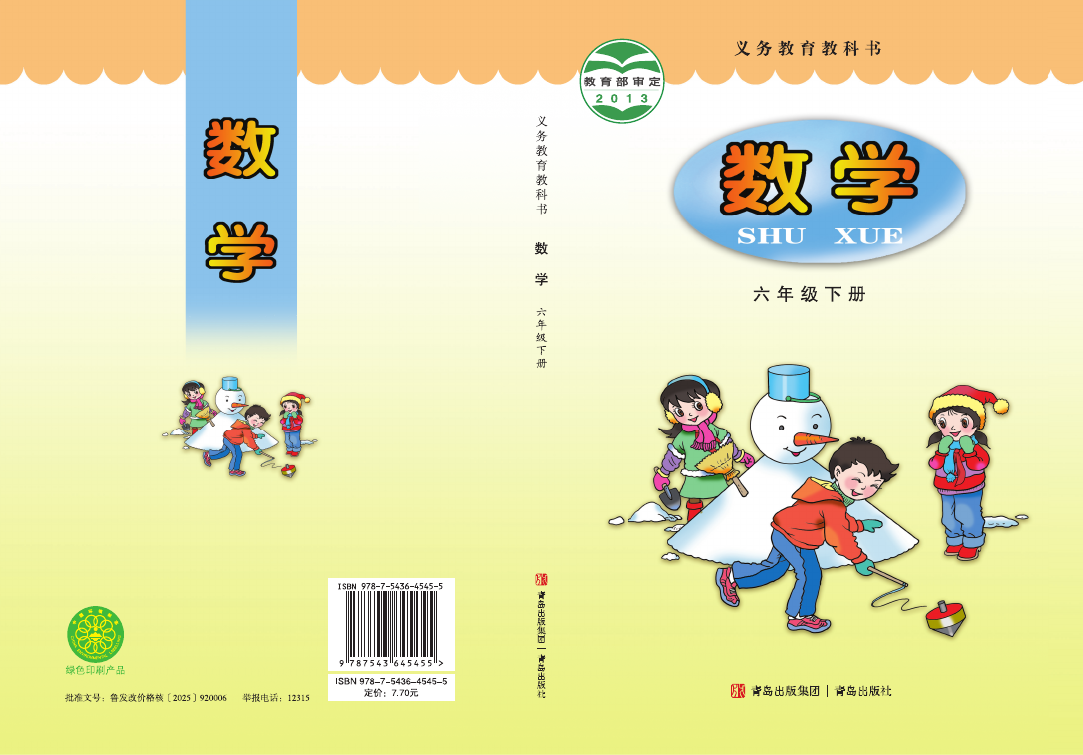 数
学
绿色印刷产品
批准文号：鲁发改价格核〔2025〕920006 举报电话：12315
ISBN 978-7-5436-4545-5
9 787543 645455 >
ISBN 978-7-5436-4545-5
定价：7.70元
义务教育教科书
数学
六年级下册
青岛出版集团｜青岛出版社
义务教育教科书
教育部审定
2013
数学
SHU XUE
六年级下册
青岛出版集团｜青岛出版社